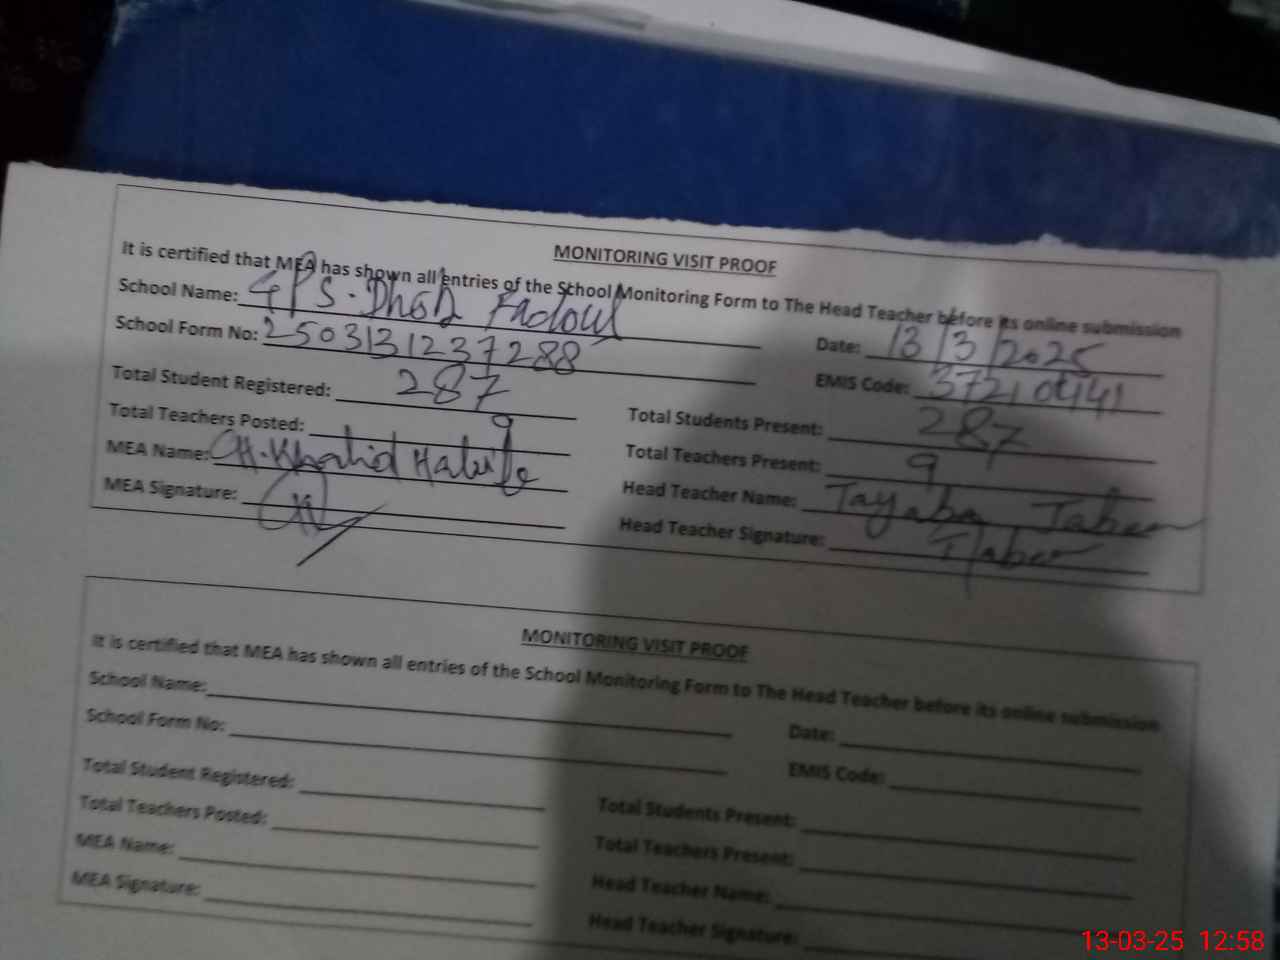 MONITORING VISIT PROOF
It is certified that MEA has shown all entries of the School Monitoring Form to The Head Teacher before its online submission
School Name: GPS. Dhob Padoul
Date: 13/3/2025
School Form No: 2503131237288
EMIS Code: 37210441
Total Student Registered: 287
Total Students Present: 287
Total Teachers Posted: 9
Total Teachers Present: 9
MEA Name: CH. Khalid Habib
Head Teacher Name: Tayaba
MEA Signature:
Head Teacher Signature:
MONITORING VISIT PROOF
It is certified that MEA has shown all entries of the School Monitoring Form to The Head Teacher before its online submission
School Name:
Date:
School Form No:
EMIS Code:
Total Student Registered:
Total Students Present:
Total Teachers Posted:
Total Teachers Present:
MEA Name:
Head Teacher Name:
MEA Signature:
Head Teacher Signature:
13-03-25 12:58